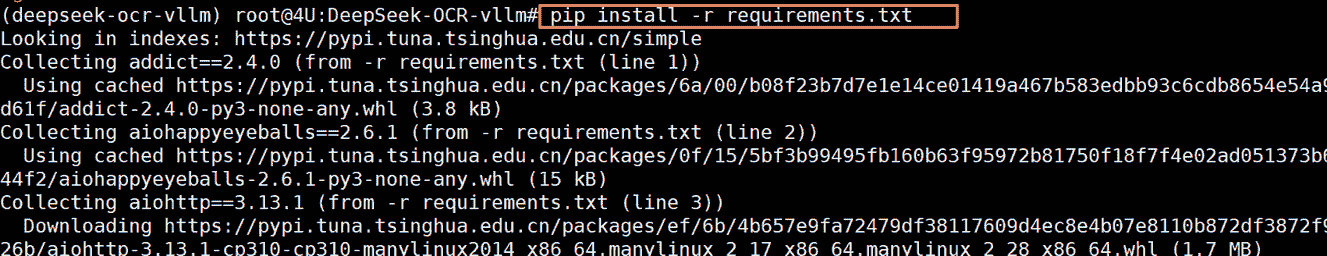 (deepseek-ocr-vllm) root@4U:DeepSeek-OCR-vllm# pip install -r requirements.txt
Looking in indexes: https://pypi.tuna.tsinghua.edu.cn/simple
Collecting addict==2.4.0 (from -r requirements.txt (line 1))
  Using cached https://pypi.tuna.tsinghua.edu.cn/packages/6a/00/b08f23b7d7e1e14ce01419a467b583edbb93c6cdb8654e54a9
d61f/addict-2.4.0-py3-none-any.whl (3.8 kB)
Collecting aiohappyeyeballs==2.6.1 (from -r requirements.txt (line 2))
  Using cached https://pypi.tuna.tsinghua.edu.cn/packages/0f/15/5bf3b99495fb160b63f95972b81750f18f7f4e02ad051373b6
44f2/aiohappyeyeballs-2.6.1-py3-none-any.whl (15 kB)
Collecting aiohttp==3.13.1 (from -r requirements.txt (line 3))
  Downloading https://pypi.tuna.tsinghua.edu.cn/packages/ef/6b/4b657e9fa72479df38117609d4ec8e4b07e8110b872df3872f9
26b/aiohttp-3.13.1-cp310-cp310-manylinux2014_x86_64.manylinux_2_17_x86_64.manylinux_2_28_x86_64.whl (1.7 MB)